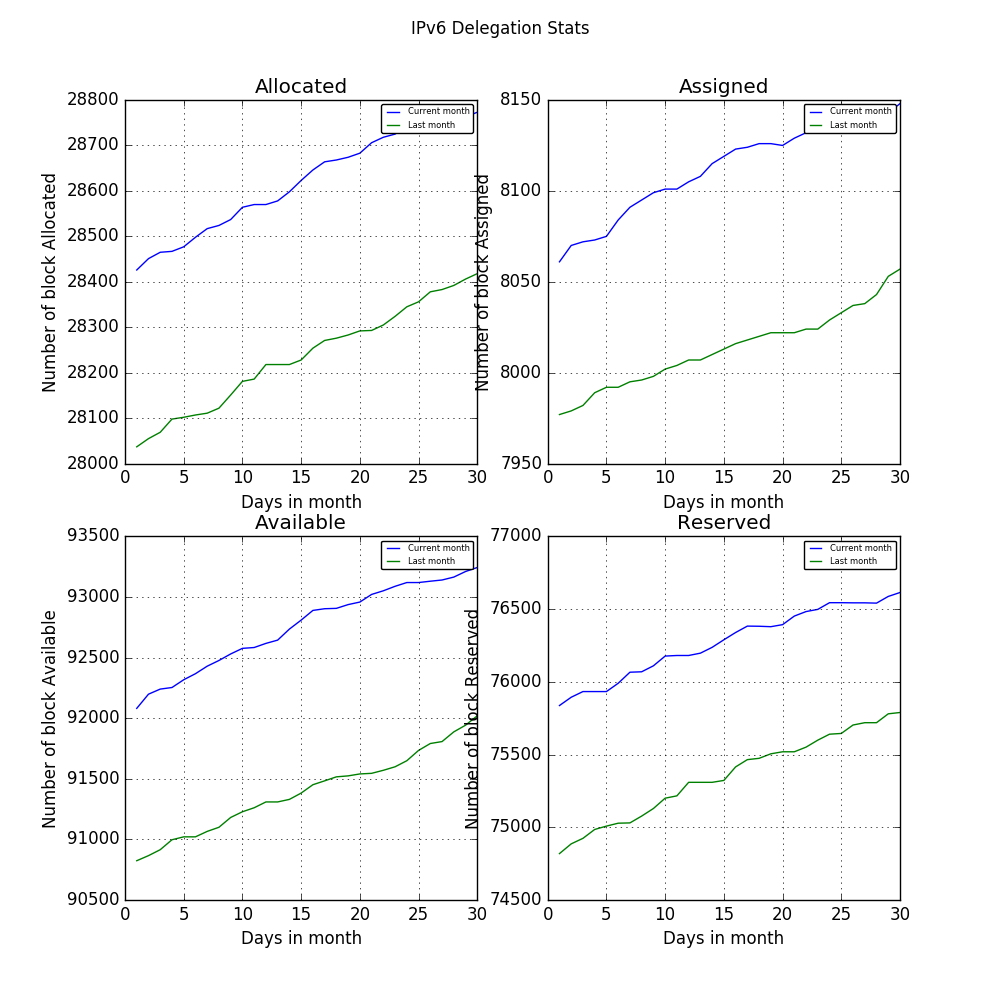 IPv6 Delegation Stats
Allocated
Number of block Allocated
28800
28700
28600
28500
28400
28300
28200
28100
28000
Current month
Last month
0 5 10 15 20 25 30
Days in month
Assigned
Number of block Assigned
8150
8100
8050
8000
7950
Current month
Last month
0 5 10 15 20 25 30
Days in month
Available
Number of block Available
93500
93000
92500
92000
91500
91000
90500
Current month
Last month
0 5 10 15 20 25 30
Days in month
Reserved
Number of block Reserved
77000
76500
76000
75500
75000
74500
Current month
Last month
0 5 10 15 20 25 30
Days in month